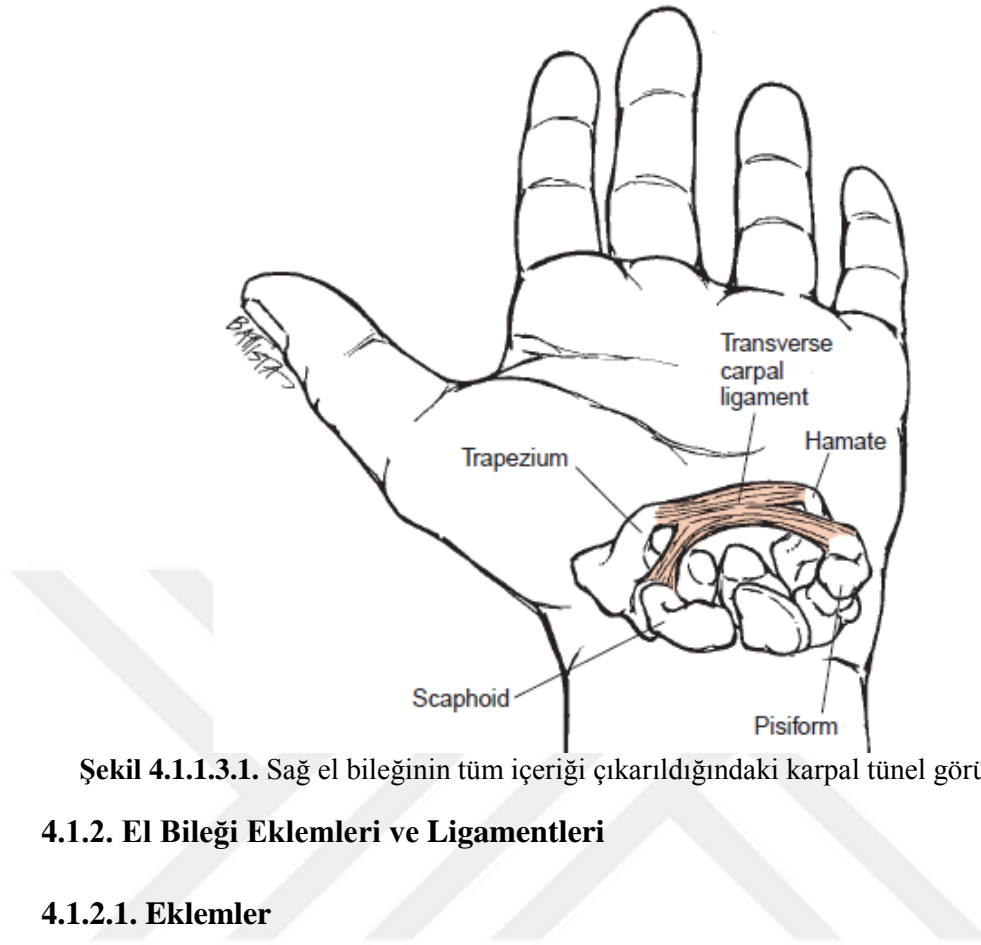 BATTISTA
Transverse
carpal
ligament
Hamate
Trapezium
Scaphoid
Pisiform
Şekil 4.1.1.3.1. Sağ el bileğinin tüm içeriği çıkarıldığındaki karpal tünel
4.1.2. El Bileği Eklemleri ve Ligamentleri
4.1.2.1. Eklemler